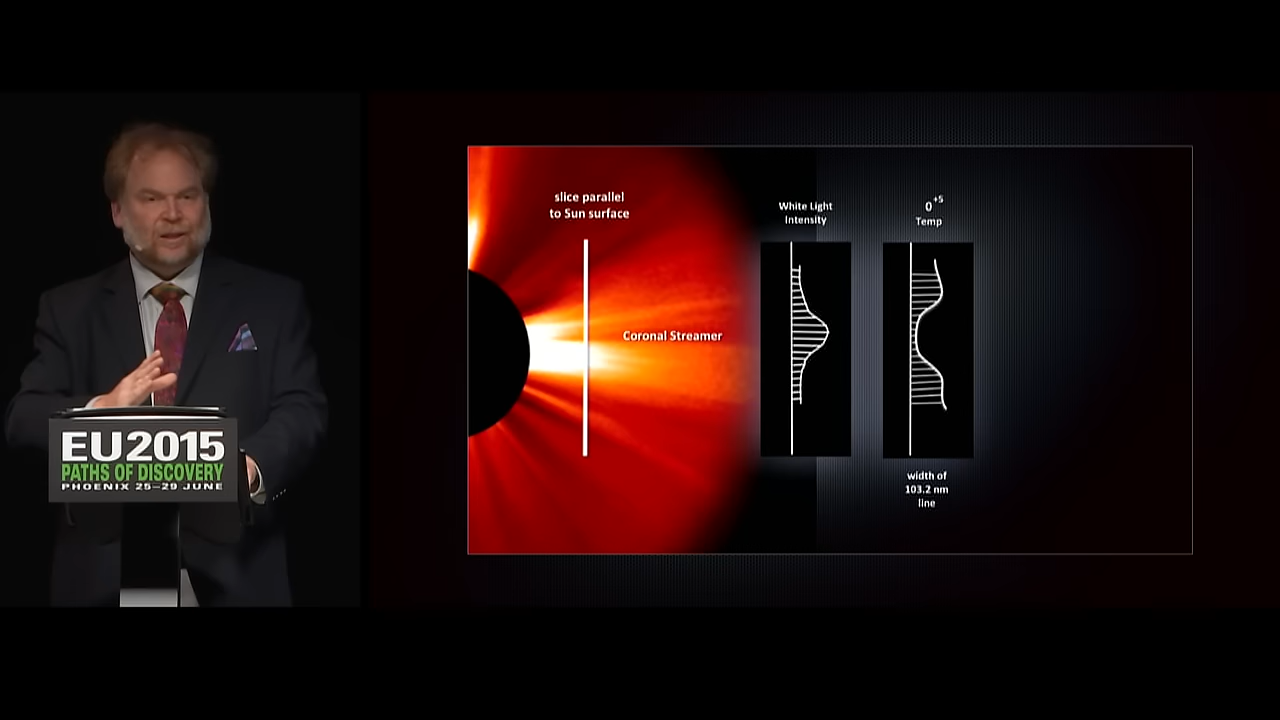 EU2015
PATHS OF DISCOVERY
PHOENIX 25–29 JUNE
slice parallel
to Sun surface
Coronal Streamer
White Light
Intensity
0+5
Temp
width of
103.2 nm
line